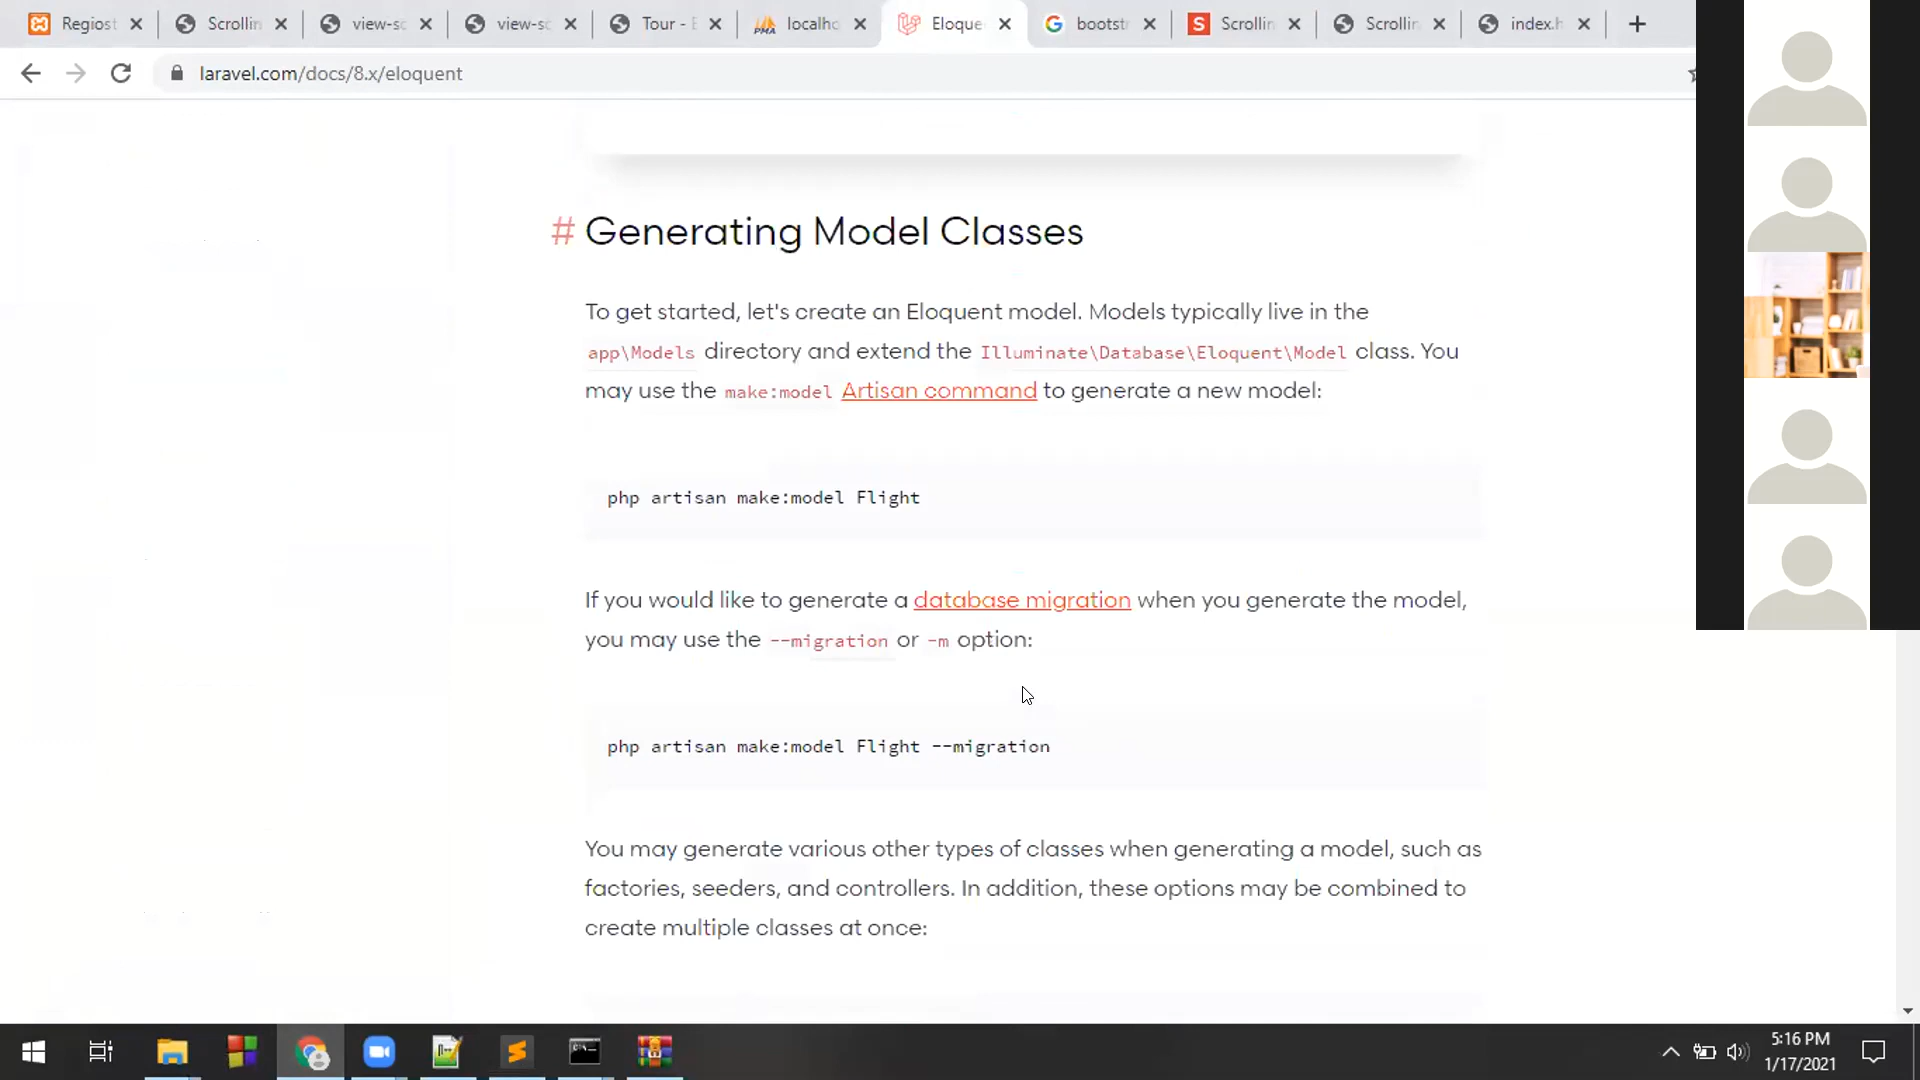 Regiost
Scrollin
view-sc
view-sc
Tour - E
PMA
localho
Eloque
G
bootst
S
Scrollin
Scrollin
index.h
laravel.com/docs/8.x/eloquent
# Generating Model Classes
To get started, let's create an Eloquent model. Models typically live in the
app\Models directory and extend the Illuminate\Database\Eloquent\Model class. You
may use the make:model Artisan command to generate a new model:
php artisan make:model Flight
If you would like to generate a database migration when you generate the model,
you may use the --migration or -m option:
php artisan make:model Flight --migration
You may generate various other types of classes when generating a model, such as
factories, seeders, and controllers. In addition, these options may be combined to
create multiple classes at once:
5:16 PM
1/17/2021